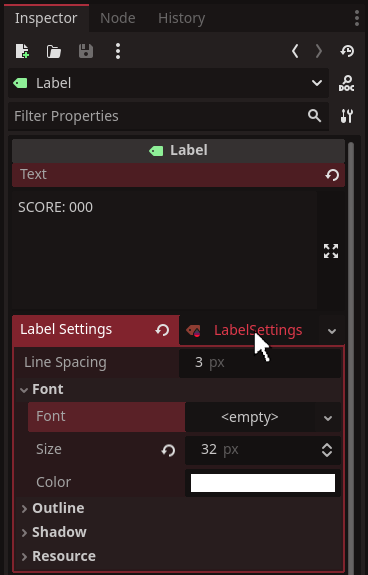 Inspector Node History
Label
DOC
Filter Properties
Label
Text
SCORE: 000
Label Settings LabelSettings
Line Spacing 3 px
Font
Font <empty>
Size 32 px
Color
Outline
Shadow
Resource